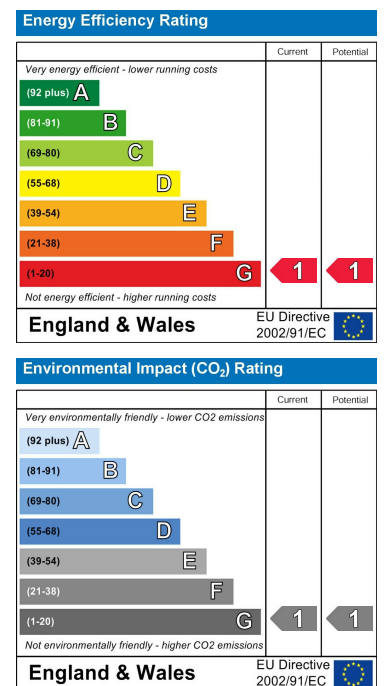 Energy Efficiency Rating
Current Potential
Very energy efficient - lower running costs
(92 plus) A
(81-91) B
(69-80) C
(55-68) D
(39-54) E
(21-38) F
(1-20) G 1 1
Not energy efficient - higher running costs
England & Wales
EU Directive
2002/91/EC
Environmental Impact (CO₂) Rating
Current Potential
Very environmentally friendly - lower CO2 emissions
(92 plus) A
(81-91) B
(69-80) C
(55-68) D
(39-54) E
(21-38) F
(1-20) G 1 1
Not environmentally friendly - higher CO2 emissions
England & Wales
EU Directive
2002/91/EC